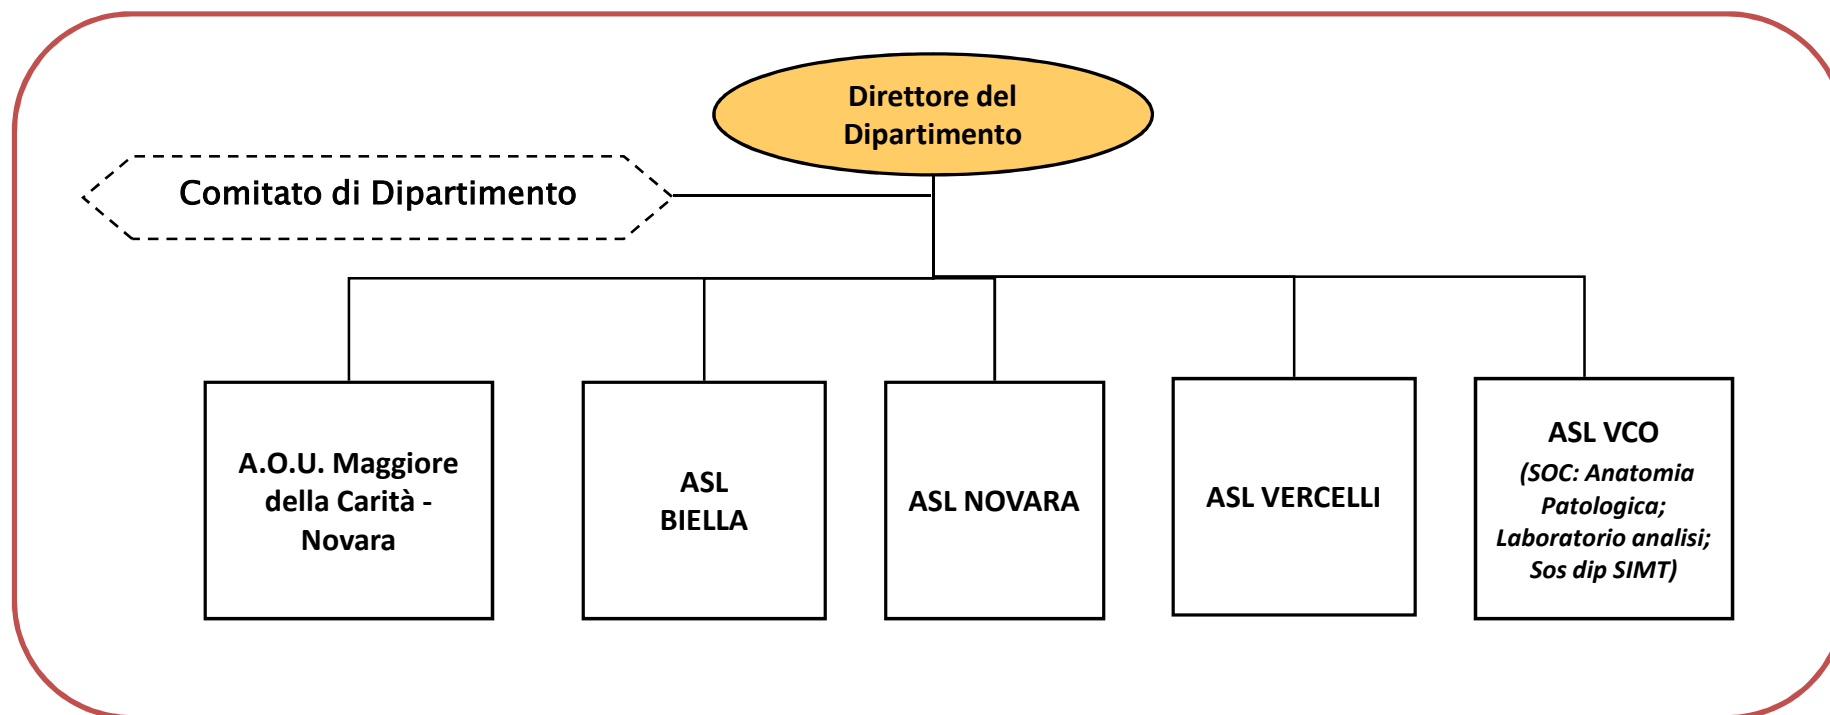 Direttore del
Dipartimento
Comitato di Dipartimento
A.O.U. Maggiore
della Carità -
Novara
ASL
BIELLA
ASL NOVARA
ASL VERCELLI
ASL VCO
(SOC: Anatomia
Patologica;
Laboratorio analisi;
Sos dip SIMT)